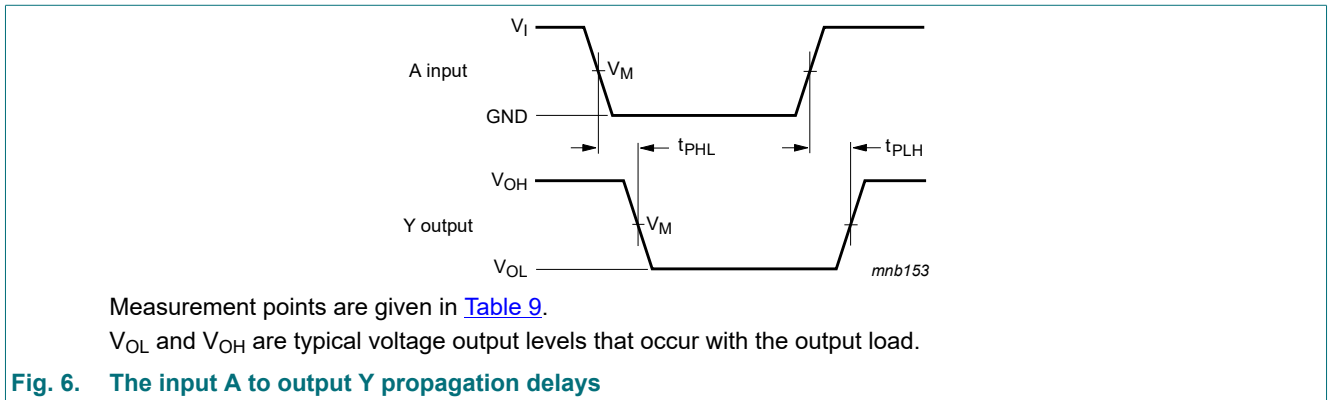 VI
A input
VM
GND
tPHL
tPLH
VOH
Y output
VM
VOL
mnb153
Measurement points are given in Table 9.
VOL and VOH are typical voltage output levels that occur with the output load.
Fig. 6. The input A to output Y propagation delays